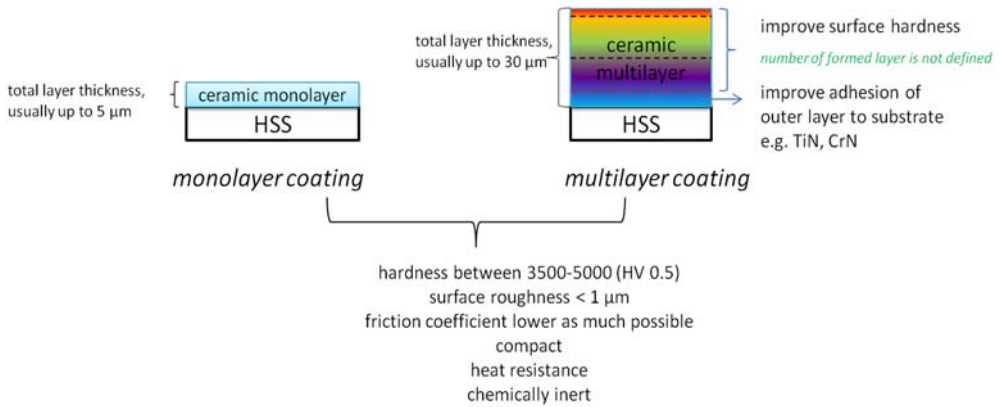 total layer thickness,
usually up to 5 µm
ceramic monolayer
HSS
monolayer coating
total layer thickness,
usually up to 30 µm
ceramic
multilayer
HSS
multilayer coating
improve surface hardness
number of formed layer is not defined
improve adhesion of
outer layer to substrate
e.g. TiN, CrN
hardness between 3500-5000 (HV 0.5)
surface roughness < 1 µm
friction coefficient lower as much possible
compact
heat resistance
chemically inert